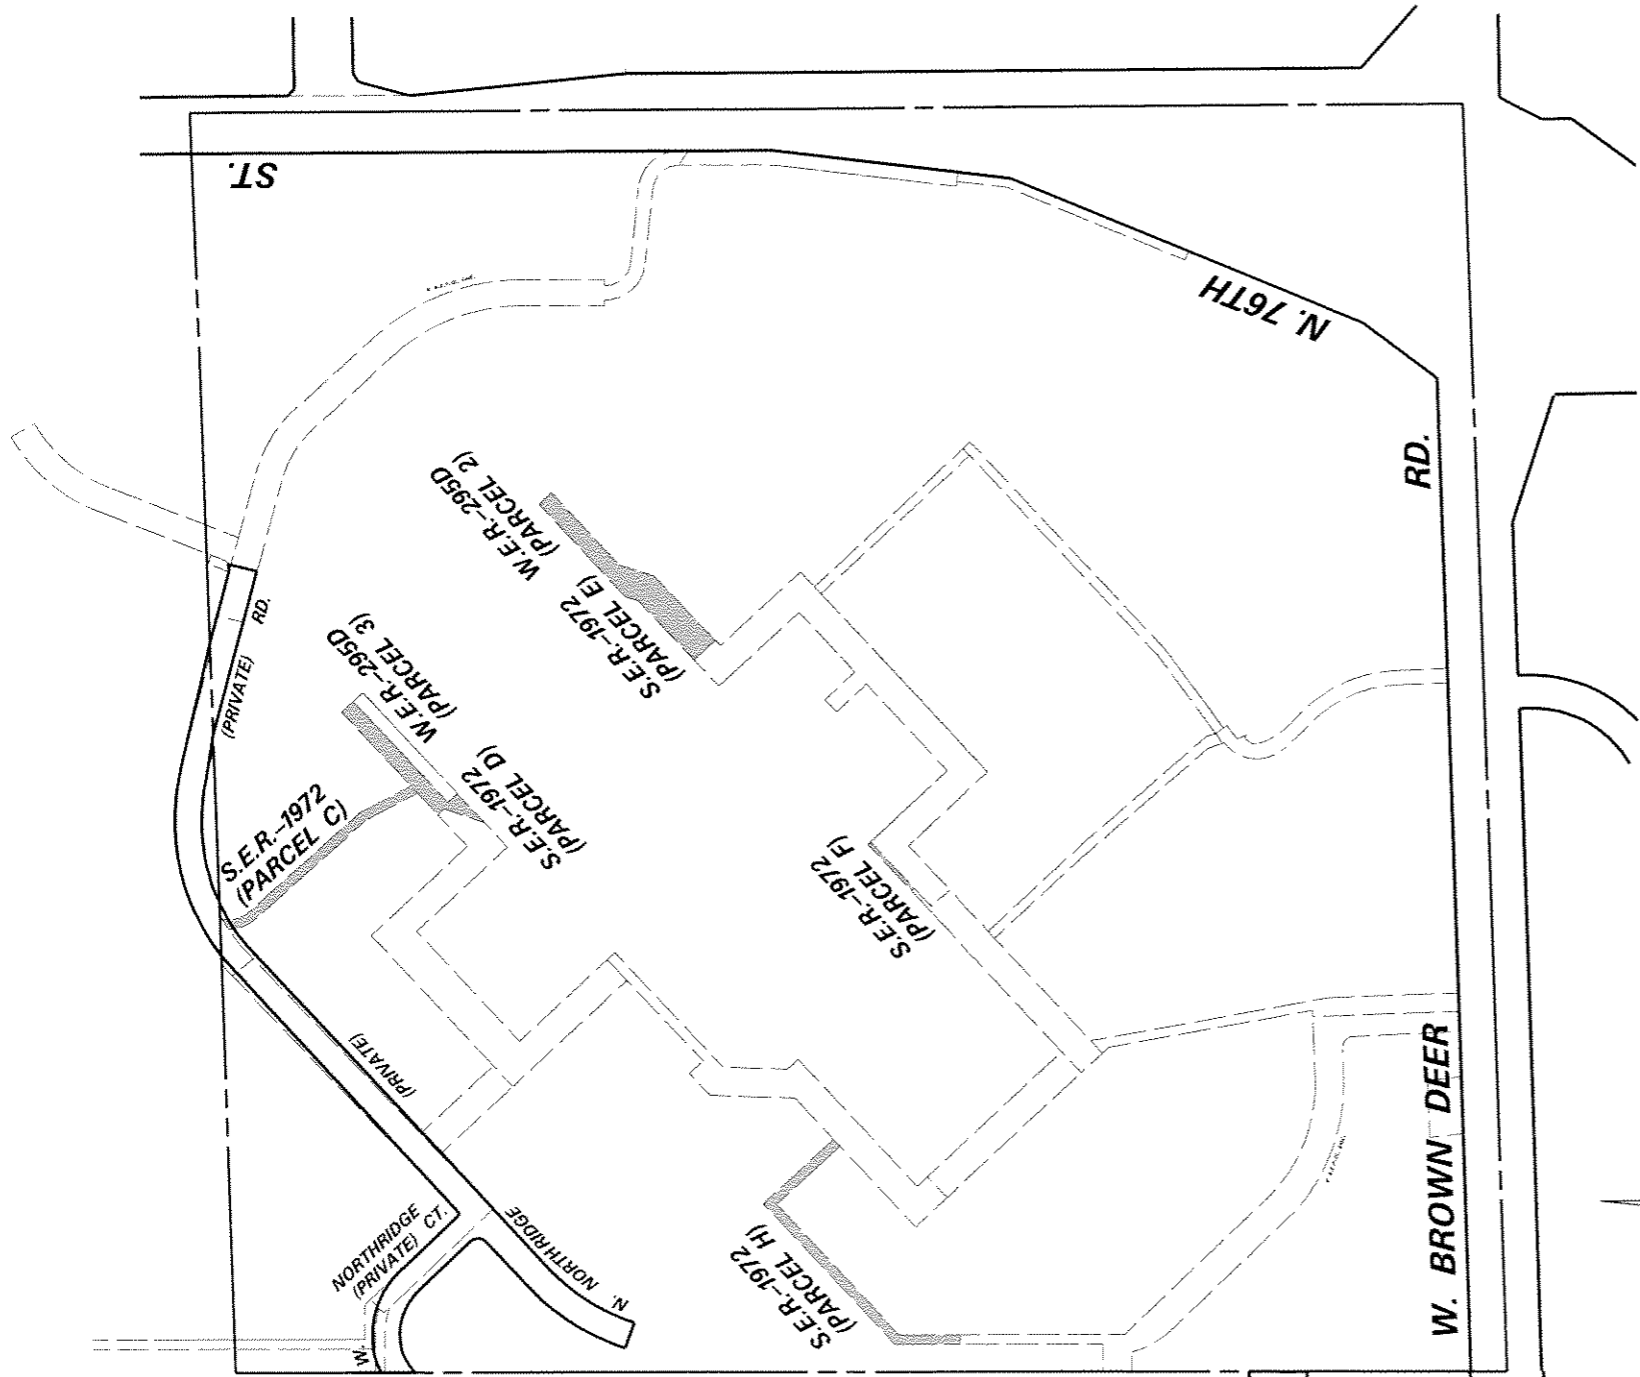 ST.
N. 76TH
RD.
W. BROWN DEER
W.E.R.-295D
(PARCEL 2)
S.E.R.-1972
(PARCEL E)
W.E.R.-295D
(PARCEL 3)
S.E.R.-1972
(PARCEL D)
S.E.R.-1972
(PARCEL C)
S.E.R.-1972
(PARCEL F)
S.E.R.-1972
(PARCEL H)
RD.
(PRIVATE)
(PRIVATE)
N. NORTHRIDGE
W. NORTHRIDGE CT.
(PRIVATE)